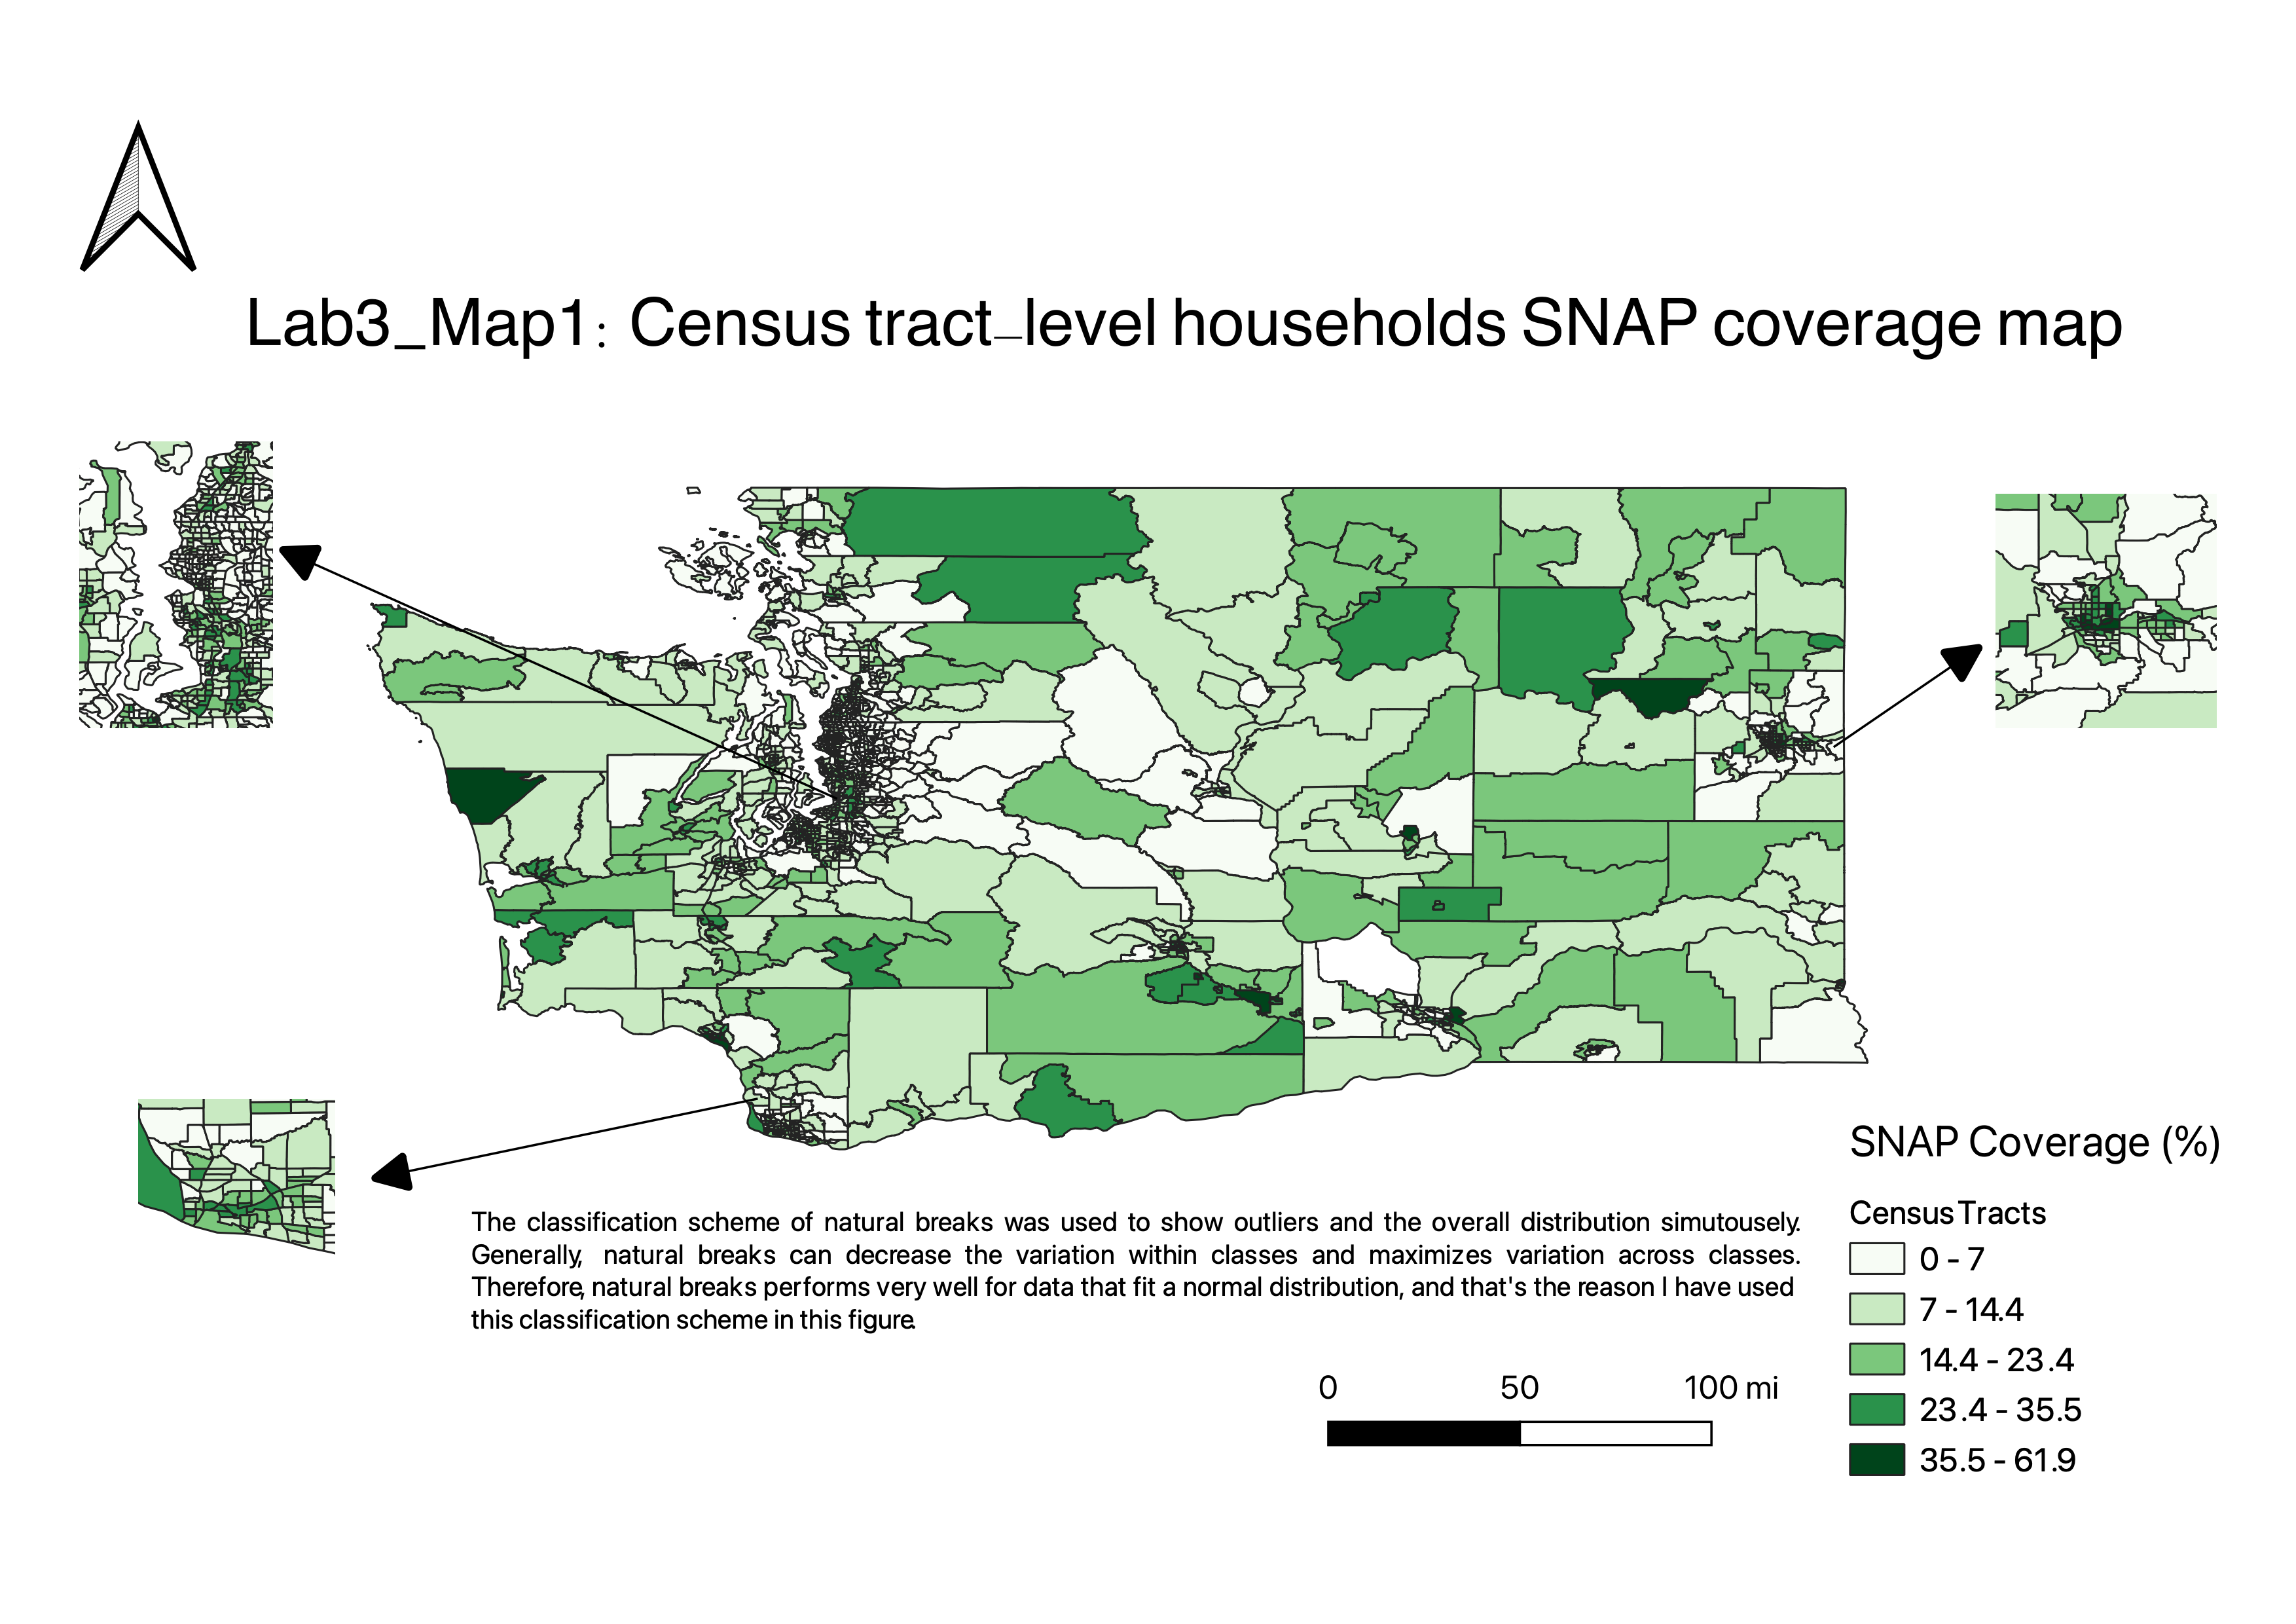 Lab3_Map1: Census tract-level households SNAP coverage map
SNAP Coverage (%)
Census Tracts
0 - 7
7 - 14.4
14.4 - 23.4
23.4 - 35.5
35.5 - 61.9
The classification scheme of natural breaks was used to show outliers and the overall distribution simutousely.
Generally, natural breaks can decrease the variation within classes and maximizes variation across classes.
Therefore, natural breaks performs very well for data that fit a normal distribution, and that's the reason I have used
this classification scheme in this figure.
0 50 100 mi